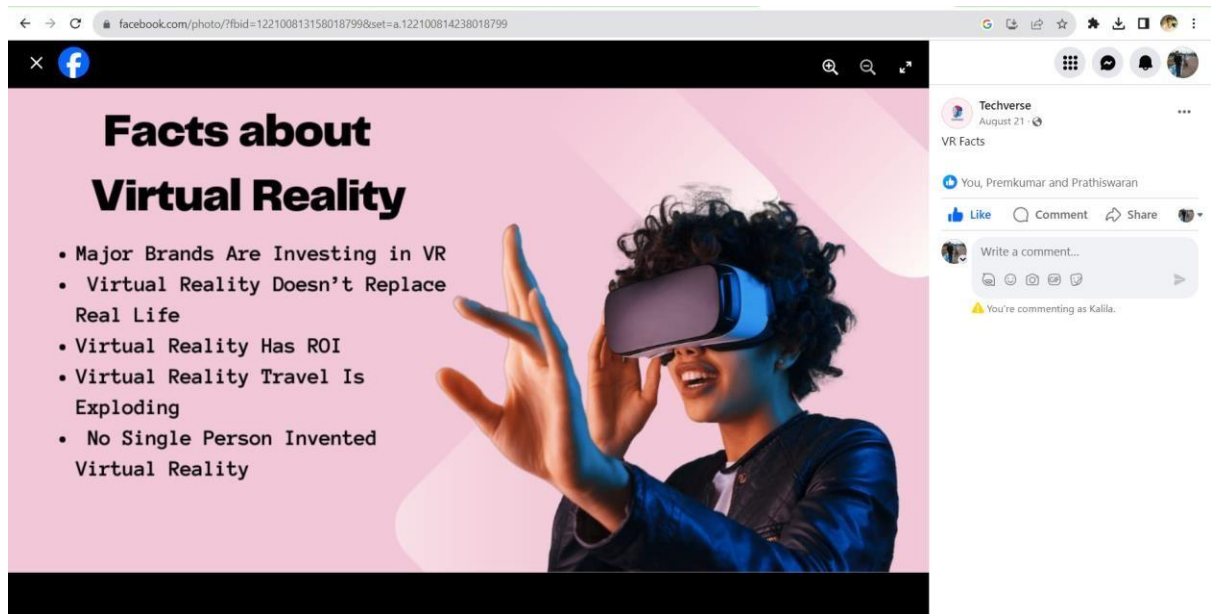 facebook.com/photo/?fbid=122100813158018799&set=a.122100814238018799
Facts about
Virtual Reality
• Major Brands Are Investing in VR
• Virtual Reality Doesn't Replace
Real Life
• Virtual Reality Has ROI
• Virtual Reality Travel Is
Exploding
• No Single Person Invented
Virtual Reality
Techverse
August 21 ·
VR Facts
You, Premkumar and Prathiswaran
Like Comment Share
Write a comment...
GIF
You're commenting as Kalila.